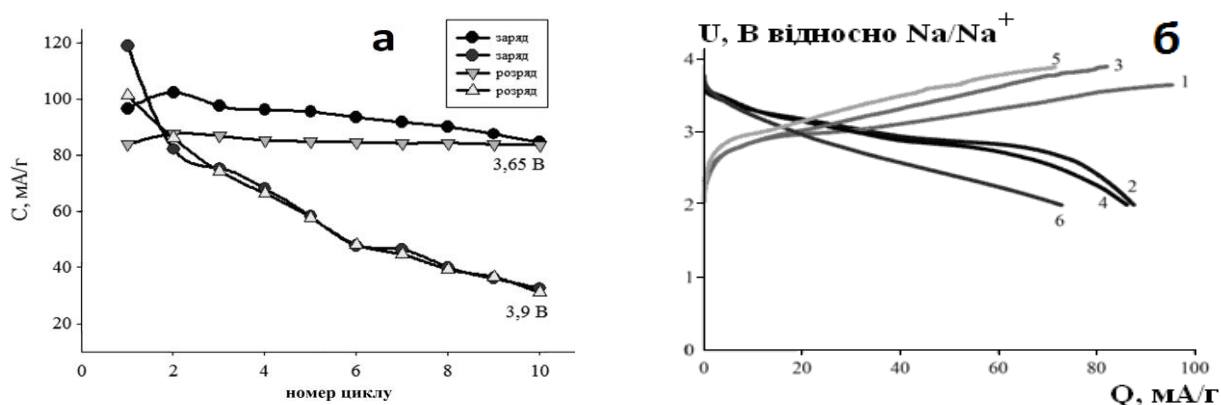 а
заряд
заряд
розряд
розряд
120
100
80
60
40
20
С, мА/г
3,65 В
3,9 В
0 2 4 6 8 10
номер циклу
U, В відносно Na/Na+
б
4
3
2
1
0
5
3
1
2
4
6
0 20 40 60 80 100
Q, мА/г